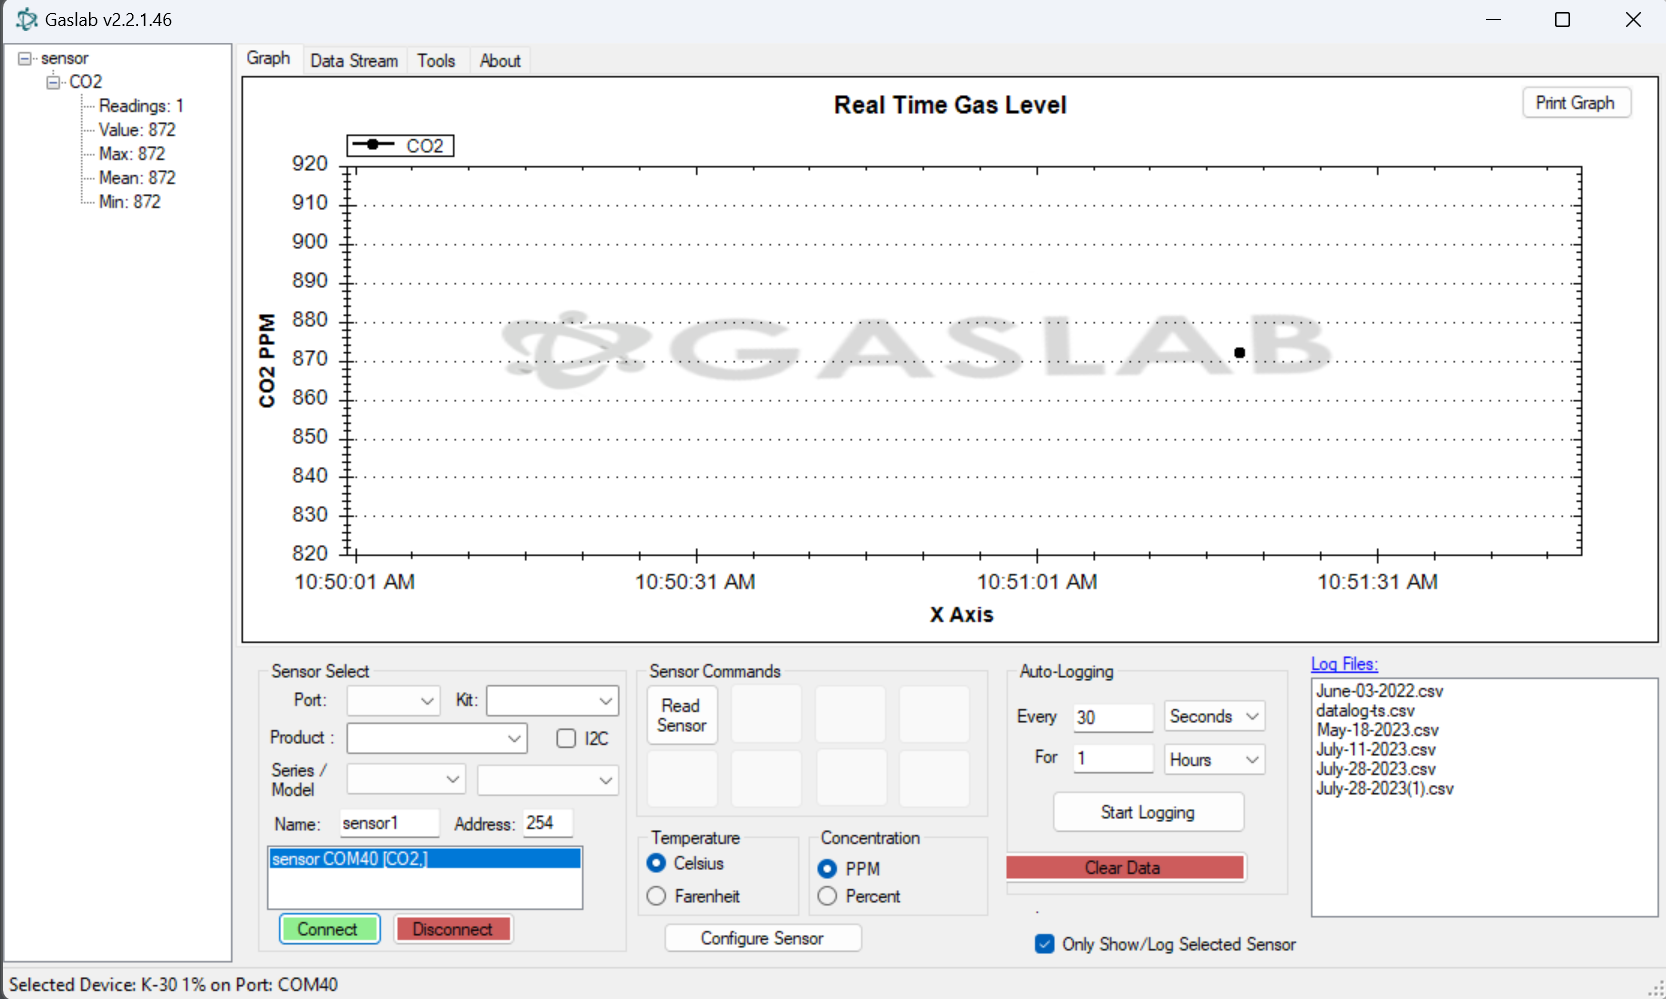 Gaslab v2.2.1.46
sensor
CO2
Readings: 1
Value: 872
Max: 872
Mean: 872
Min: 872
Graph Data Stream Tools About
Real Time Gas Level
Print Graph
CO2
920
910
900
890
880
870
860
850
840
830
820
CO2 PPM
GASLAB
10:50:01 AM 10:50:31 AM 10:51:01 AM 10:51:31 AM
X Axis
Sensor Select
Port: Kit:
Product : I2C
Series /
Model
Name: sensor1 Address: 254
sensor COM40 [CO2,]
Connect Disconnect
Sensor Commands
Read
Sensor
Temperature
Celsius
Farenheit
Concentration
PPM
Percent
Configure Sensor
Auto-Logging
Every 30 Seconds
For 1 Hours
Start Logging
Clear Data
.
Only Show/Log Selected Sensor
Log Files:
June-03-2022.csv
datalog-ts.csv
May-18-2023.csv
July-11-2023.csv
July-28-2023.csv
July-28-2023(1).csv
Selected Device: K-30 1% on Port: COM40